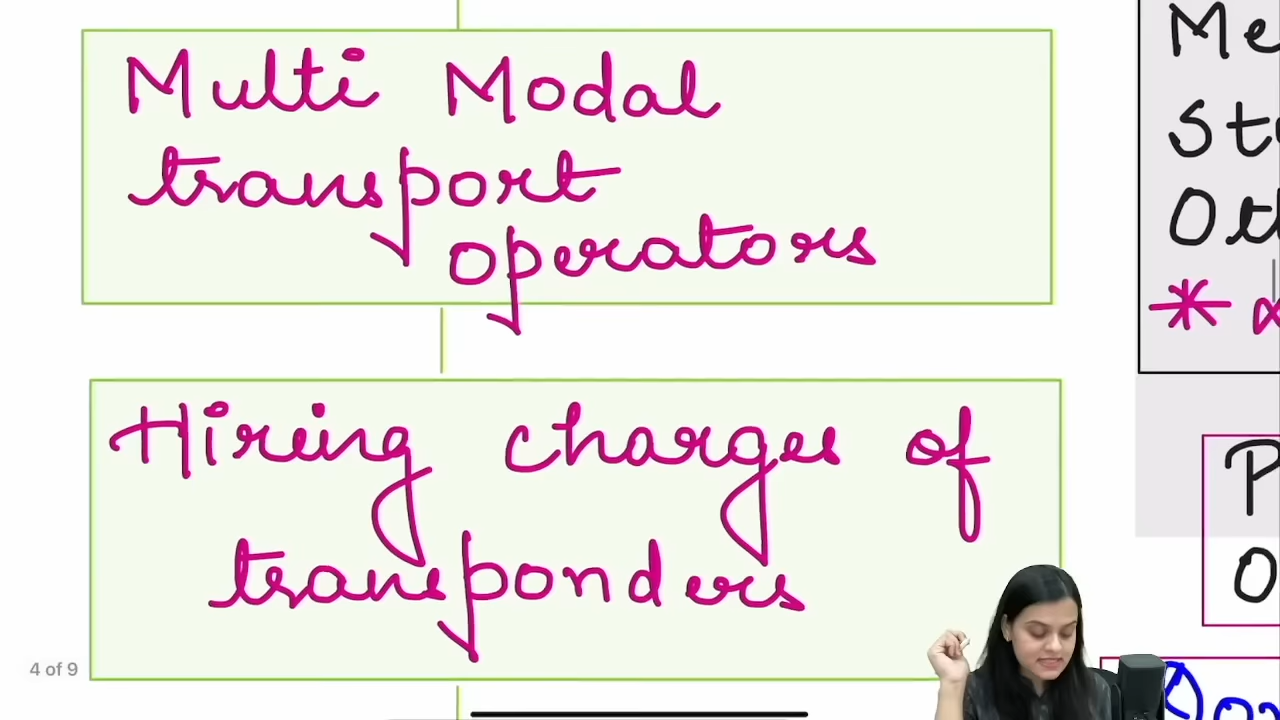 Multi Modal
transport
operators
Hiring charges of
transponders
4 of 9